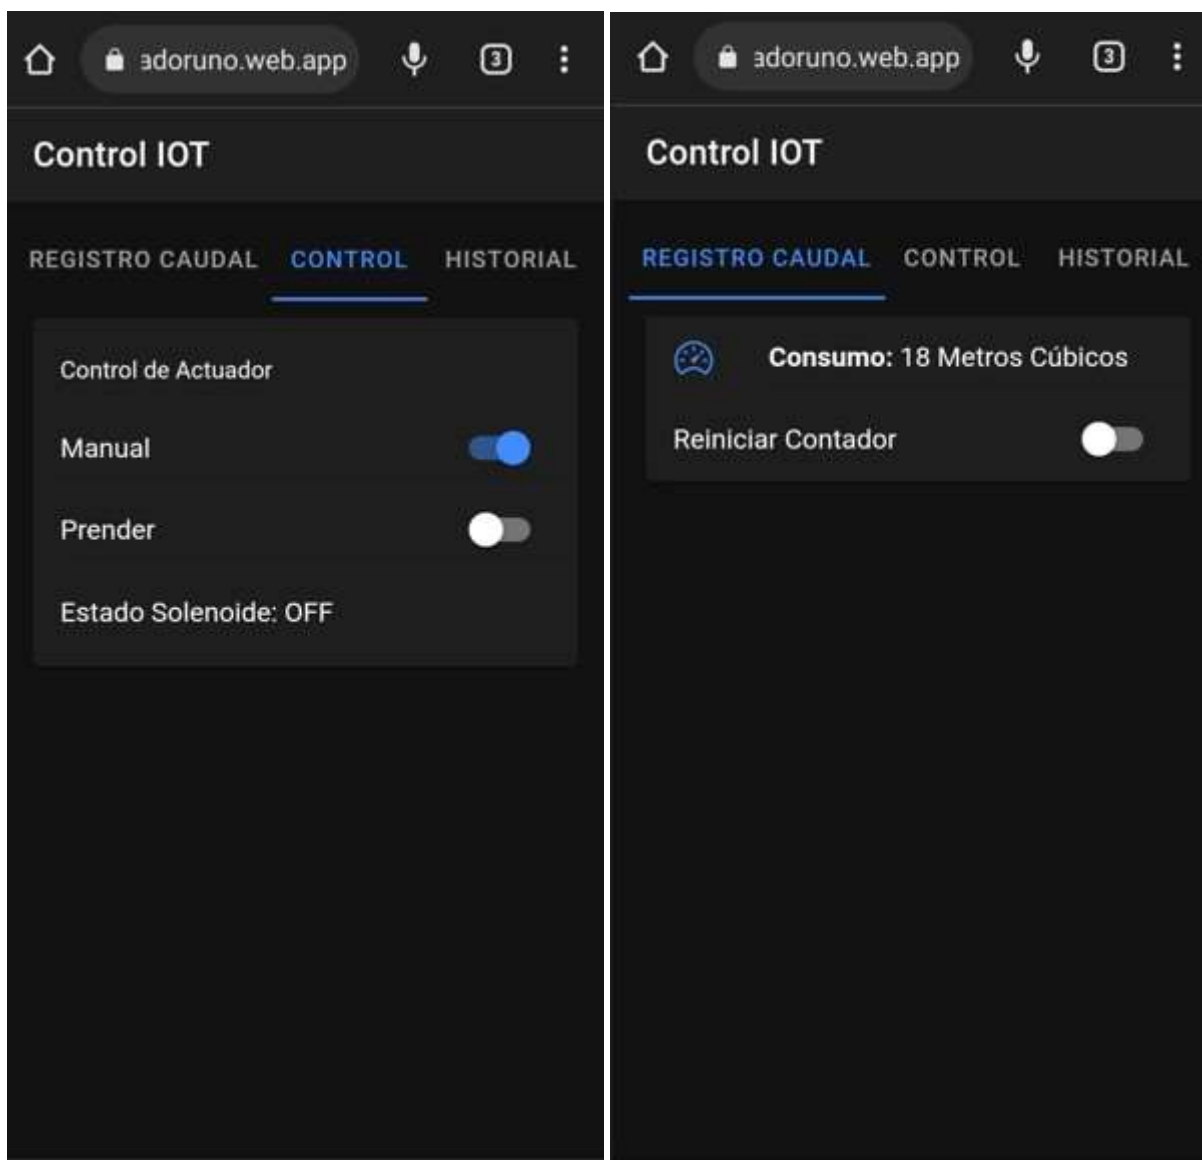 adoruno.web.app
3
Control IOT
REGISTRO CAUDAL CONTROL HISTORIAL
Control de Actuador
Manual
Prender
Estado Solenoide: OFF
adoruno.web.app
3
Control IOT
REGISTRO CAUDAL CONTROL HISTORIAL
Consumo: 18 Metros Cúbicos
Reiniciar Contador